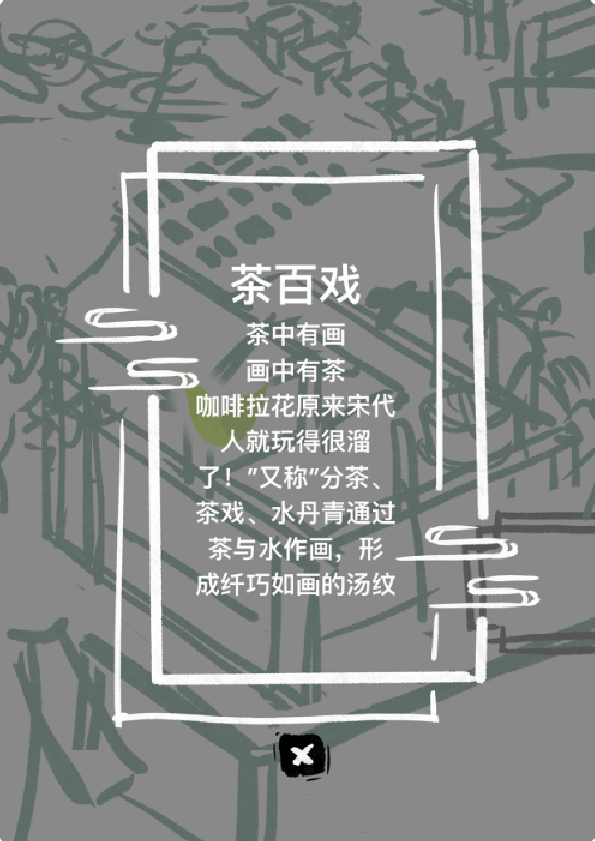 茶百戏
茶中有画
画中有茶
咖啡拉花原来宋代
人就玩得很溜
了！”又称“分茶、
茶戏、水丹青通过
茶与水作画，形
成纤巧如画的汤纹